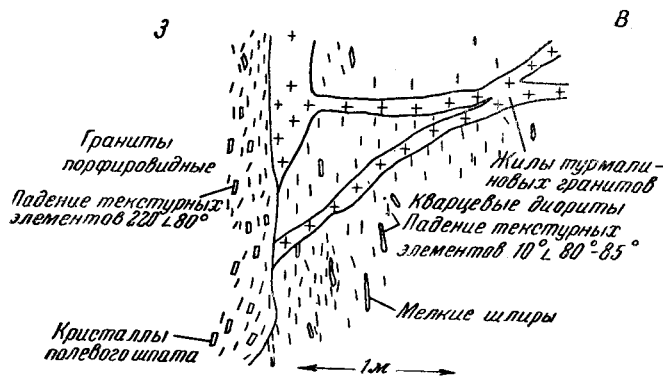 З
В
Граниты
порфировидные
Падение текстурных
элементов 220°∠80°
Кристаллы
полевого шпата
Жилы турмали-
новых гранитов
Кварцевые диориты
Падение текстурных
элементов 10°∠ 80°-85°
Мелкие шлиры
1м